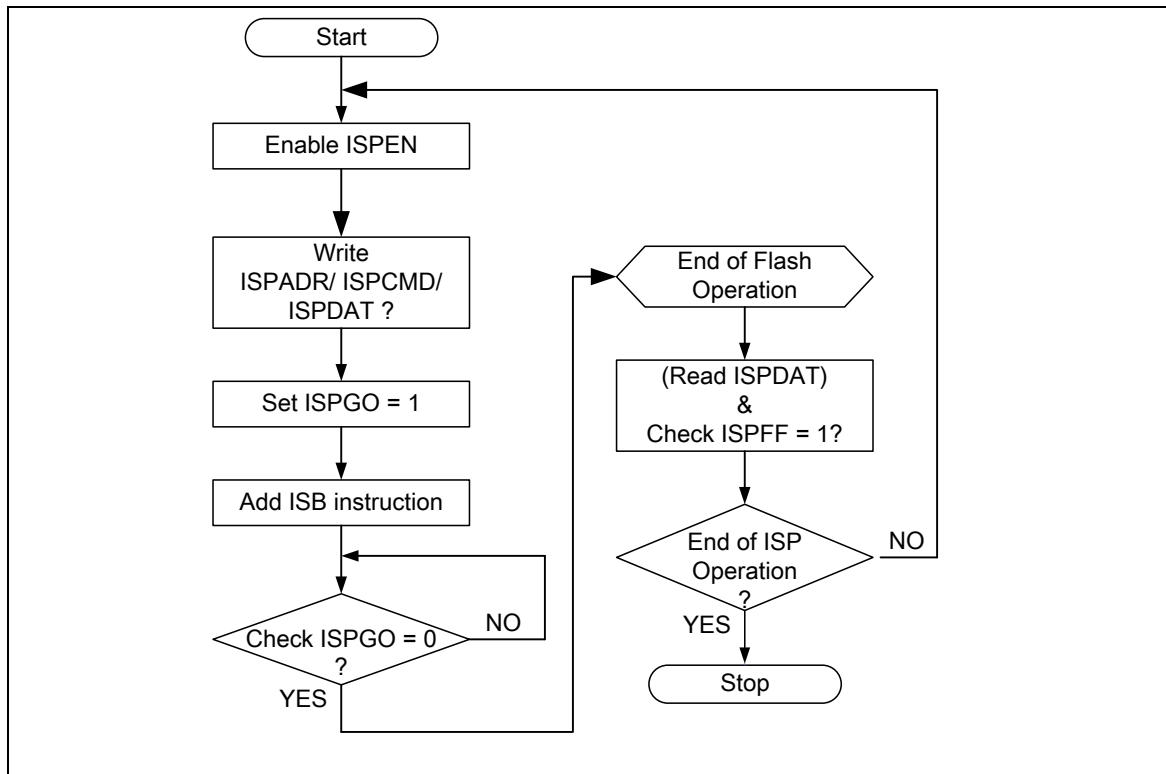 Start
Enable ISPEN
Write
ISPADR/ ISPCMD/
ISPDAT ?
Set ISPGO = 1
Add ISB instruction
Check ISPGO = 0
?
NO
YES
End of Flash
Operation
(Read ISPDAT)
&
Check ISPFF = 1?
End of ISP
Operation
?
NO
YES
Stop